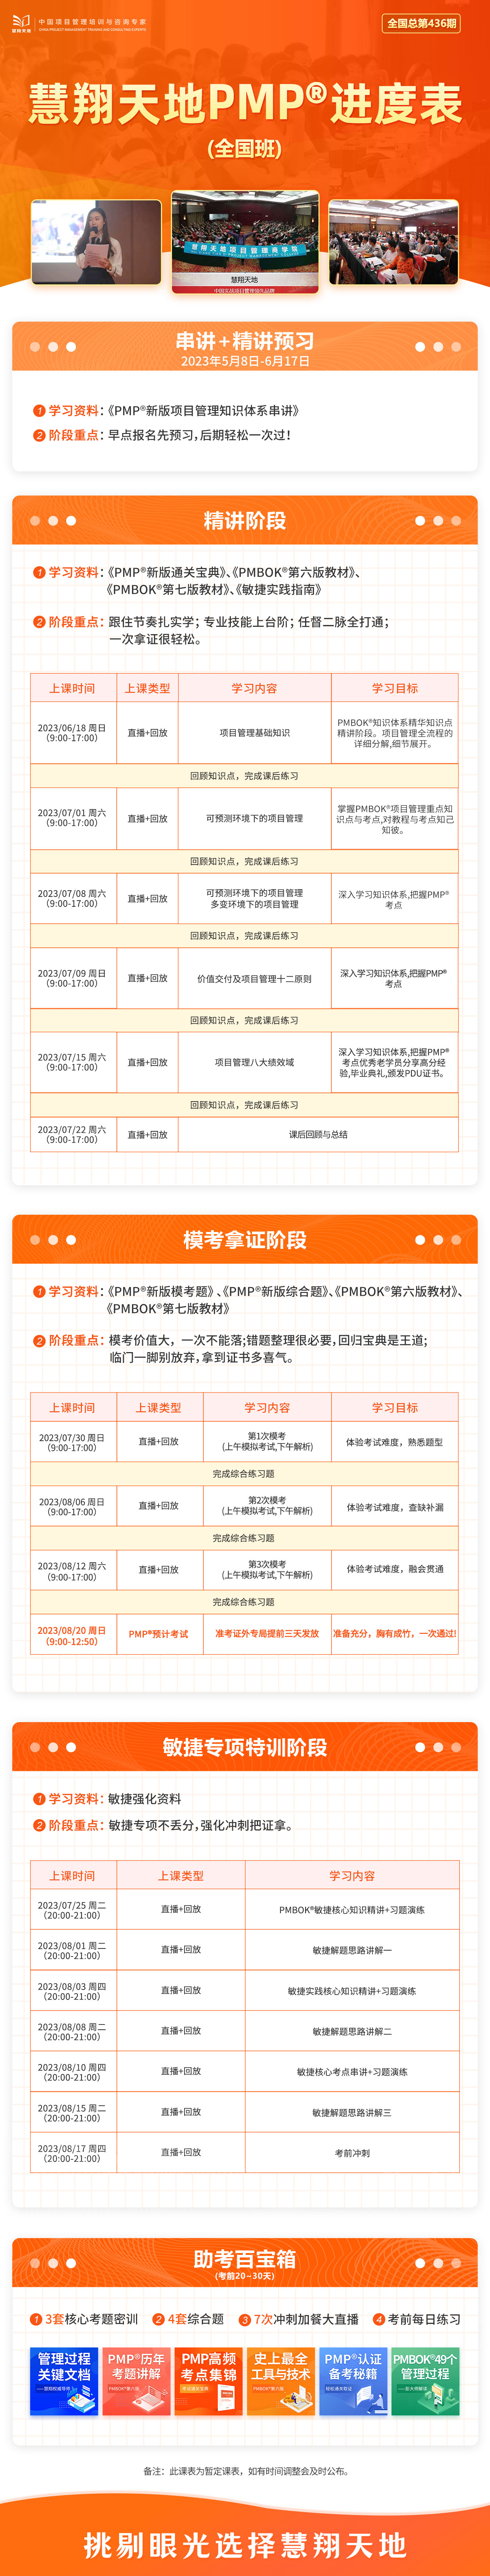 慧翔天地
中国项目管理培训与咨询专家
CHINA PROJECT MANAGEMENT TRAINING AND CONSULTING EXPERTS
全国总第436期
慧翔天地PMP®进度表
(全国班)
慧翔天地项目管理商学院
慧翔天地
中国实战项目管理领先品牌
串讲+精讲预习
2023年5月8日-6月17日
1 学习资料：《PMP®新版项目管理知识体系串讲》
2 阶段重点：早点报名先预习，后期轻松一次过！
精讲阶段
1 学习资料：《PMP®新版通关宝典》、《PMBOK®第六版教材》、
《PMBOK®第七版教材》、《敏捷实践指南》
2 阶段重点：跟住节奏扎实学；专业技能上台阶；任督二脉全打通；
一次拿证很轻松。
上课时间 上课类型 学习内容 学习目标
2023/06/18 周日
（9:00-17:00）
直播+回放
项目管理基础知识
PMBOK®知识体系精华知识点
精讲阶段。项目管理全流程的
详细分解,细节展开。
回顾知识点，完成课后练习
2023/07/01 周六
（9:00-17:00）
直播+回放
可预测环境下的项目管理
掌握PMBOK®项目管理重点知
识点与考点,对教程与考点知己
知彼。
回顾知识点，完成课后练习
2023/07/08 周六
（9:00-17:00）
直播+回放
可预测环境下的项目管理
多变环境下的项目管理
深入学习知识体系,把握PMP®
考点
回顾知识点，完成课后练习
2023/07/09 周日
（9:00-17:00）
直播+回放
价值交付及项目管理十二原则
深入学习知识体系,把握PMP®
考点
回顾知识点，完成课后练习
2023/07/15 周六
（9:00-17:00）
直播+回放
项目管理八大绩效域
深入学习知识体系,把握PMP®
考点优秀老学员分享高分经
验,毕业典礼,颁发PDU证书。
回顾知识点，完成课后练习
2023/07/22 周六
（9:00-17:00）
直播+回放
课后回顾与总结
模考拿证阶段
1 学习资料：《PMP®新版模考题》、《PMP®新版综合题》、《PMBOK®第六版教材》、
《PMBOK®第七版教材》
2 阶段重点：模考价值大，一次不能落;错题整理很必要，回归宝典是王道;
临门一脚别放弃，拿到证书多喜气。
上课时间 上课类型 学习内容 学习目标
2023/07/30 周日
（9:00-17:00）
直播+回放
第1次模考
(上午模拟考试,下午解析)
体验考试难度，熟悉题型
完成综合练习题
2023/08/06 周日
（9:00-17:00）
直播+回放
第2次模考
(上午模拟考试,下午解析)
体验考试难度，查缺补漏
完成综合练习题
2023/08/12 周六
（9:00-17:00）
直播+回放
第3次模考
(上午模拟考试,下午解析)
体验考试难度，融会贯通
完成综合练习题
2023/08/20 周日
（9:00-12:50）
PMP®预计考试
准考证外专局提前三天发放
准备充分，胸有成竹，一次通过!
敏捷专项特训阶段
1 学习资料：敏捷强化资料
2 阶段重点：敏捷专项不丢分，强化冲刺把证拿。
上课时间 上课类型 学习内容
2023/07/25 周二
（20:00-21:00）
直播+回放
PMBOK®敏捷核心知识精讲+习题演练
2023/08/01 周二
（20:00-21:00）
直播+回放
敏捷解题思路讲解一
2023/08/03 周四
（20:00-21:00）
直播+回放
敏捷实践核心知识精讲+习题演练
2023/08/08 周二
（20:00-21:00）
直播+回放
敏捷解题思路讲解二
2023/08/10 周四
（20:00-21:00）
直播+回放
敏捷核心考点串讲+习题演练
2023/08/15 周二
（20:00-21:00）
直播+回放
敏捷解题思路讲解三
2023/08/17 周四
（20:00-21:00）
直播+回放
考前冲刺
助考百宝箱
(考前20~30天)
1 3套核心考题密训 2 4套综合题 3 7次冲刺加餐大直播 4 考前每日练习
管理过程
关键文档
PMP®历年
考题讲解
PMBOK®第六版
PMP高频
考点集锦
史上最全
工具与技术
PMBOK®第六版
PMP®认证
备考秘籍
PMBOK®49个
管理过程
备注：此课表为暂定课表，如有时间调整会及时公布。
挑剔眼光选择慧翔天地